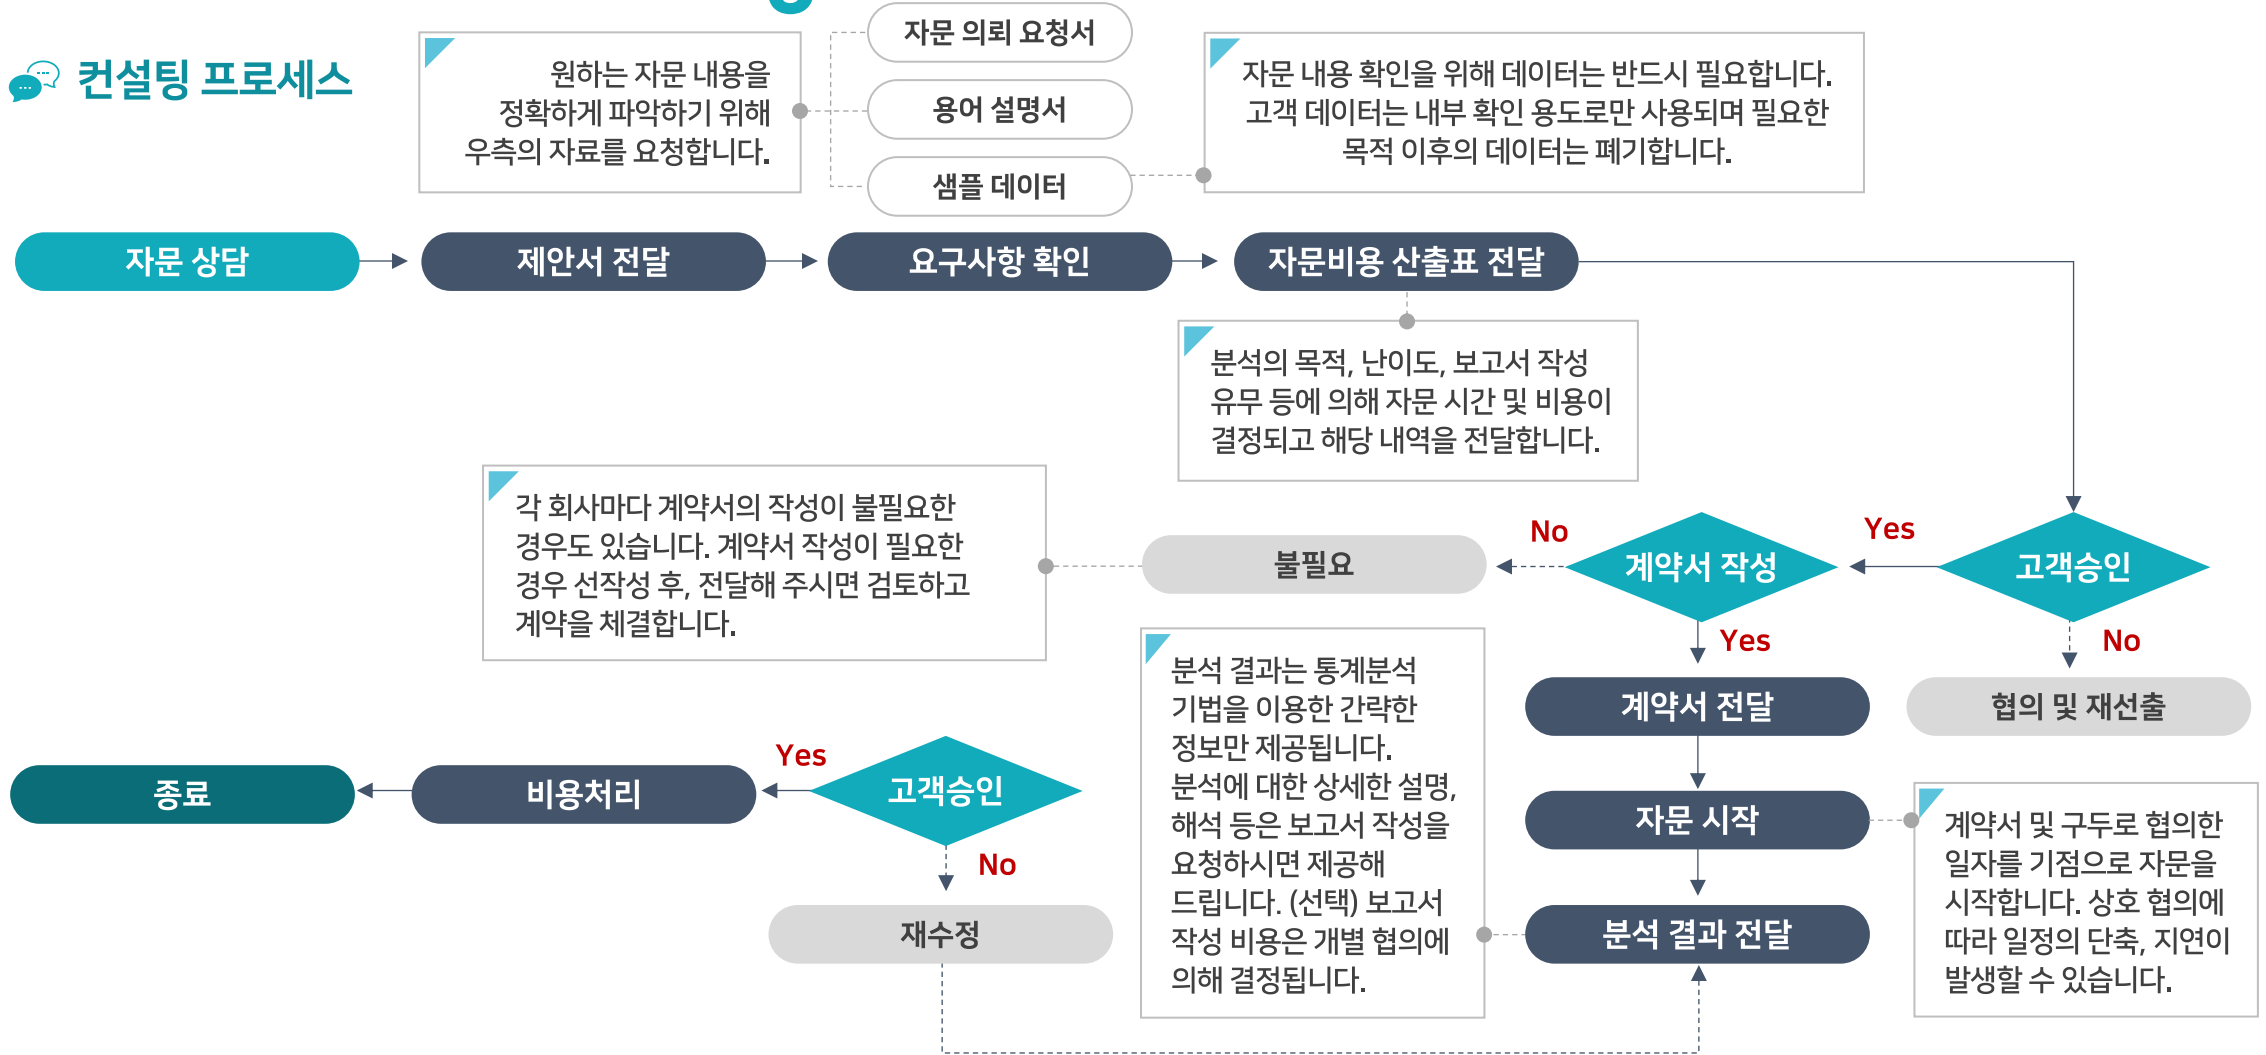 컨설팅 프로세스
원하는 자문 내용을
정확하게 파악하기 위해
우측의 자료를 요청합니다.
자문 의뢰 요청서
용어 설명서
샘플 데이터
자문 내용 확인을 위해 데이터는 반드시 필요합니다.
고객 데이터는 내부 확인 용도로만 사용되며 필요한
목적 이후의 데이터는 폐기합니다.
자문 상담
제안서 전달
요구사항 확인
자문비용 산출표 전달
분석의 목적, 난이도, 보고서 작성
유무 등에 의해 자문 시간 및 비용이
결정되고 해당 내역을 전달합니다.
고객승인
Yes
No
협의 및 재선출
계약서 작성
No
Yes
불필요
각 회사마다 계약서의 작성이 불필요한
경우도 있습니다. 계약서 작성이 필요한
경우 선작성 후, 전달해 주시면 검토하고
계약을 체결합니다.
계약서 전달
자문 시작
계약서 및 구두로 협의한
일자를 기점으로 자문을
시작합니다. 상호 협의에
따라 일정의 단축, 지연이
발생할 수 있습니다.
분석 결과 전달
분석 결과는 통계분석
기법을 이용한 간략한
정보만 제공됩니다.
분석에 대한 상세한 설명,
해석 등은 보고서 작성을
요청하시면 제공해
드립니다. (선택) 보고서
작성 비용은 개별 협의에
의해 결정됩니다.
고객승인
Yes
No
재수정
비용처리
종료